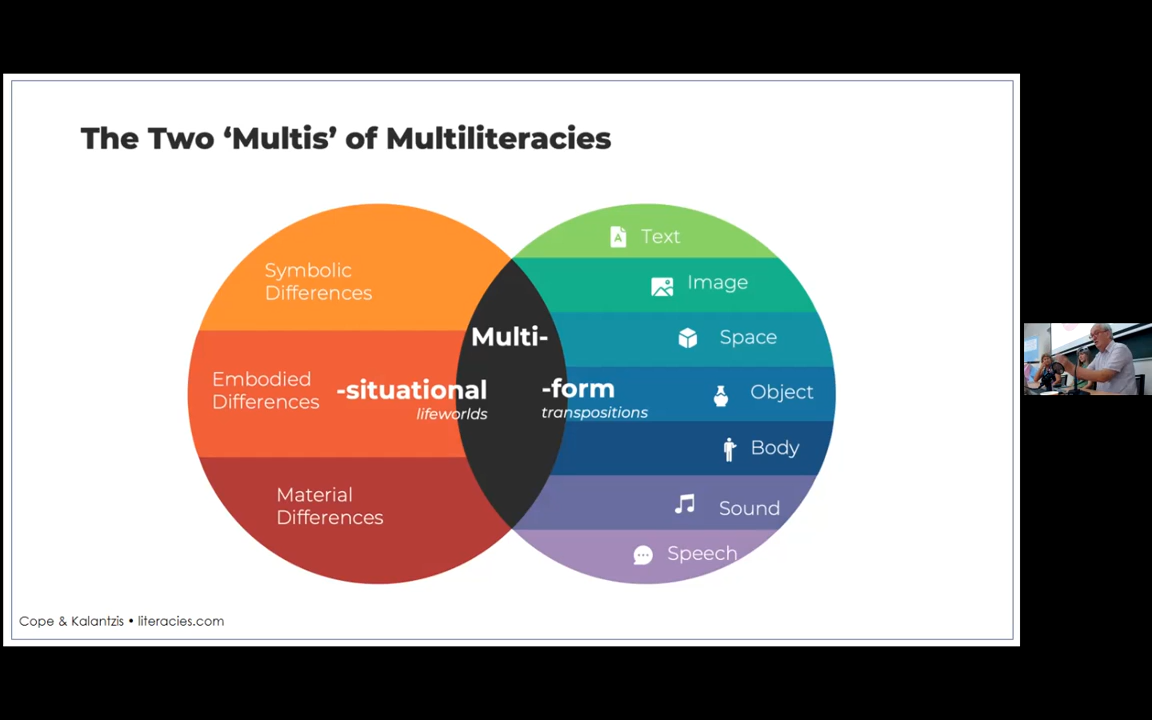 The Two ‘Multis’ of Multiliteracies
Symbolic
Differences
Embodied
Differences
Material
Differences
Multi-
-situational
lifeworlds
-form
transpositions
Text
Image
Space
Object
Body
Sound
Speech
Cope & Kalantzis • literacies.com